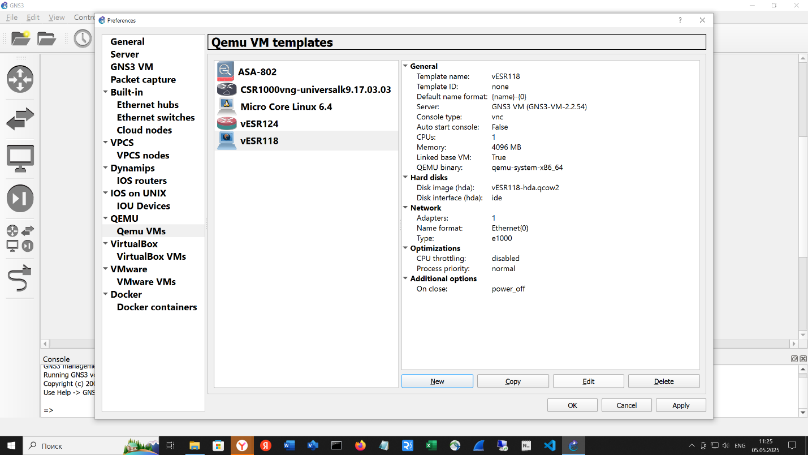 GNS3
File Edit View Contro
Preferences
General
Server
GNS3 VM
Packet capture
Built-in
Ethernet hubs
Ethernet switches
Cloud nodes
VPCS
VPCS nodes
Dynamips
IOS routers
IOS on UNIX
IOU Devices
QEMU
Qemu VMs
VirtualBox
VirtualBox VMs
VMware
VMware VMs
Docker
Docker containers
Qemu VM templates
ASA-802
CSR1000vng-universalk9.17.03.03
Micro Core Linux 6.4
vESR124
vESR118
General
Template name: vESR118
Template ID: none
Default name format: {name}-{0}
Server: GNS3 VM (GNS3-VM-2.2.54)
Console type: vnc
Auto start console: False
CPUs: 1
Memory: 4096 MB
Linked base VM: True
QEMU binary: qemu-system-x86_64
Hard disks
Disk image (hda): vESR118-hda.qcow2
Disk interface (hda): ide
Network
Adapters: 1
Name format: Ethernet{0}
Type: e1000
Optimizations
CPU throttling: disabled
Process priority: normal
Additional options
On close: power_off
New Copy Edit Delete
OK Cancel Apply
Console
GNS3 manageme
Running GNS3 v
Copyright (c) 200
Use Help -> GNS
=>
Поиск
ENG
11:25
05.05.2025